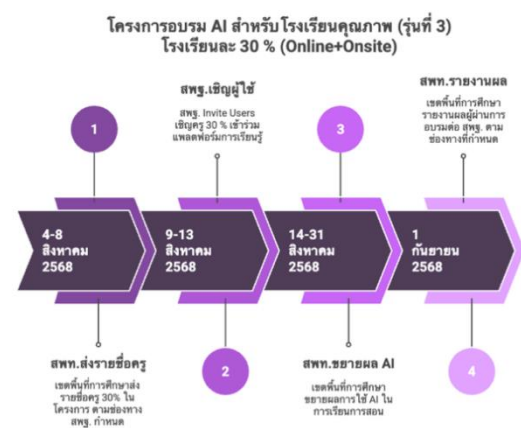 โครงการอบรม AI สำหรับโรงเรียนคุณภาพ (รุ่นที่ 3)
โรงเรียนละ 30 % (Online+Onsite)
1
4-8
สิงหาคม
2568
สพท.ส่งรายชื่อครู
เขตพื้นที่การศึกษาส่ง
รายชื่อครู 30% ใน
โครงการ ตามช่องทาง
สพฐ. กำหนด
สพฐ.เชิญผู้ใช้
สพฐ. Invite Users
เชิญครู 30 % เข้าร่วม
แพลตฟอร์มการเรียนรู้
9-13
สิงหาคม
2568
2
3
14-31
สิงหาคม
2568
สพท.ขยายผล AI
เขตพื้นที่การศึกษา
ขยายผลการใช้ AI ใน
การเรียนการสอน
สพท.รายงานผล
เขตพื้นที่การศึกษา
รายงานผลผู้ผ่านการ
อบรมต่อ สพฐ. ตาม
ช่องทางที่กำหนด
1
กันยายน
2568
4